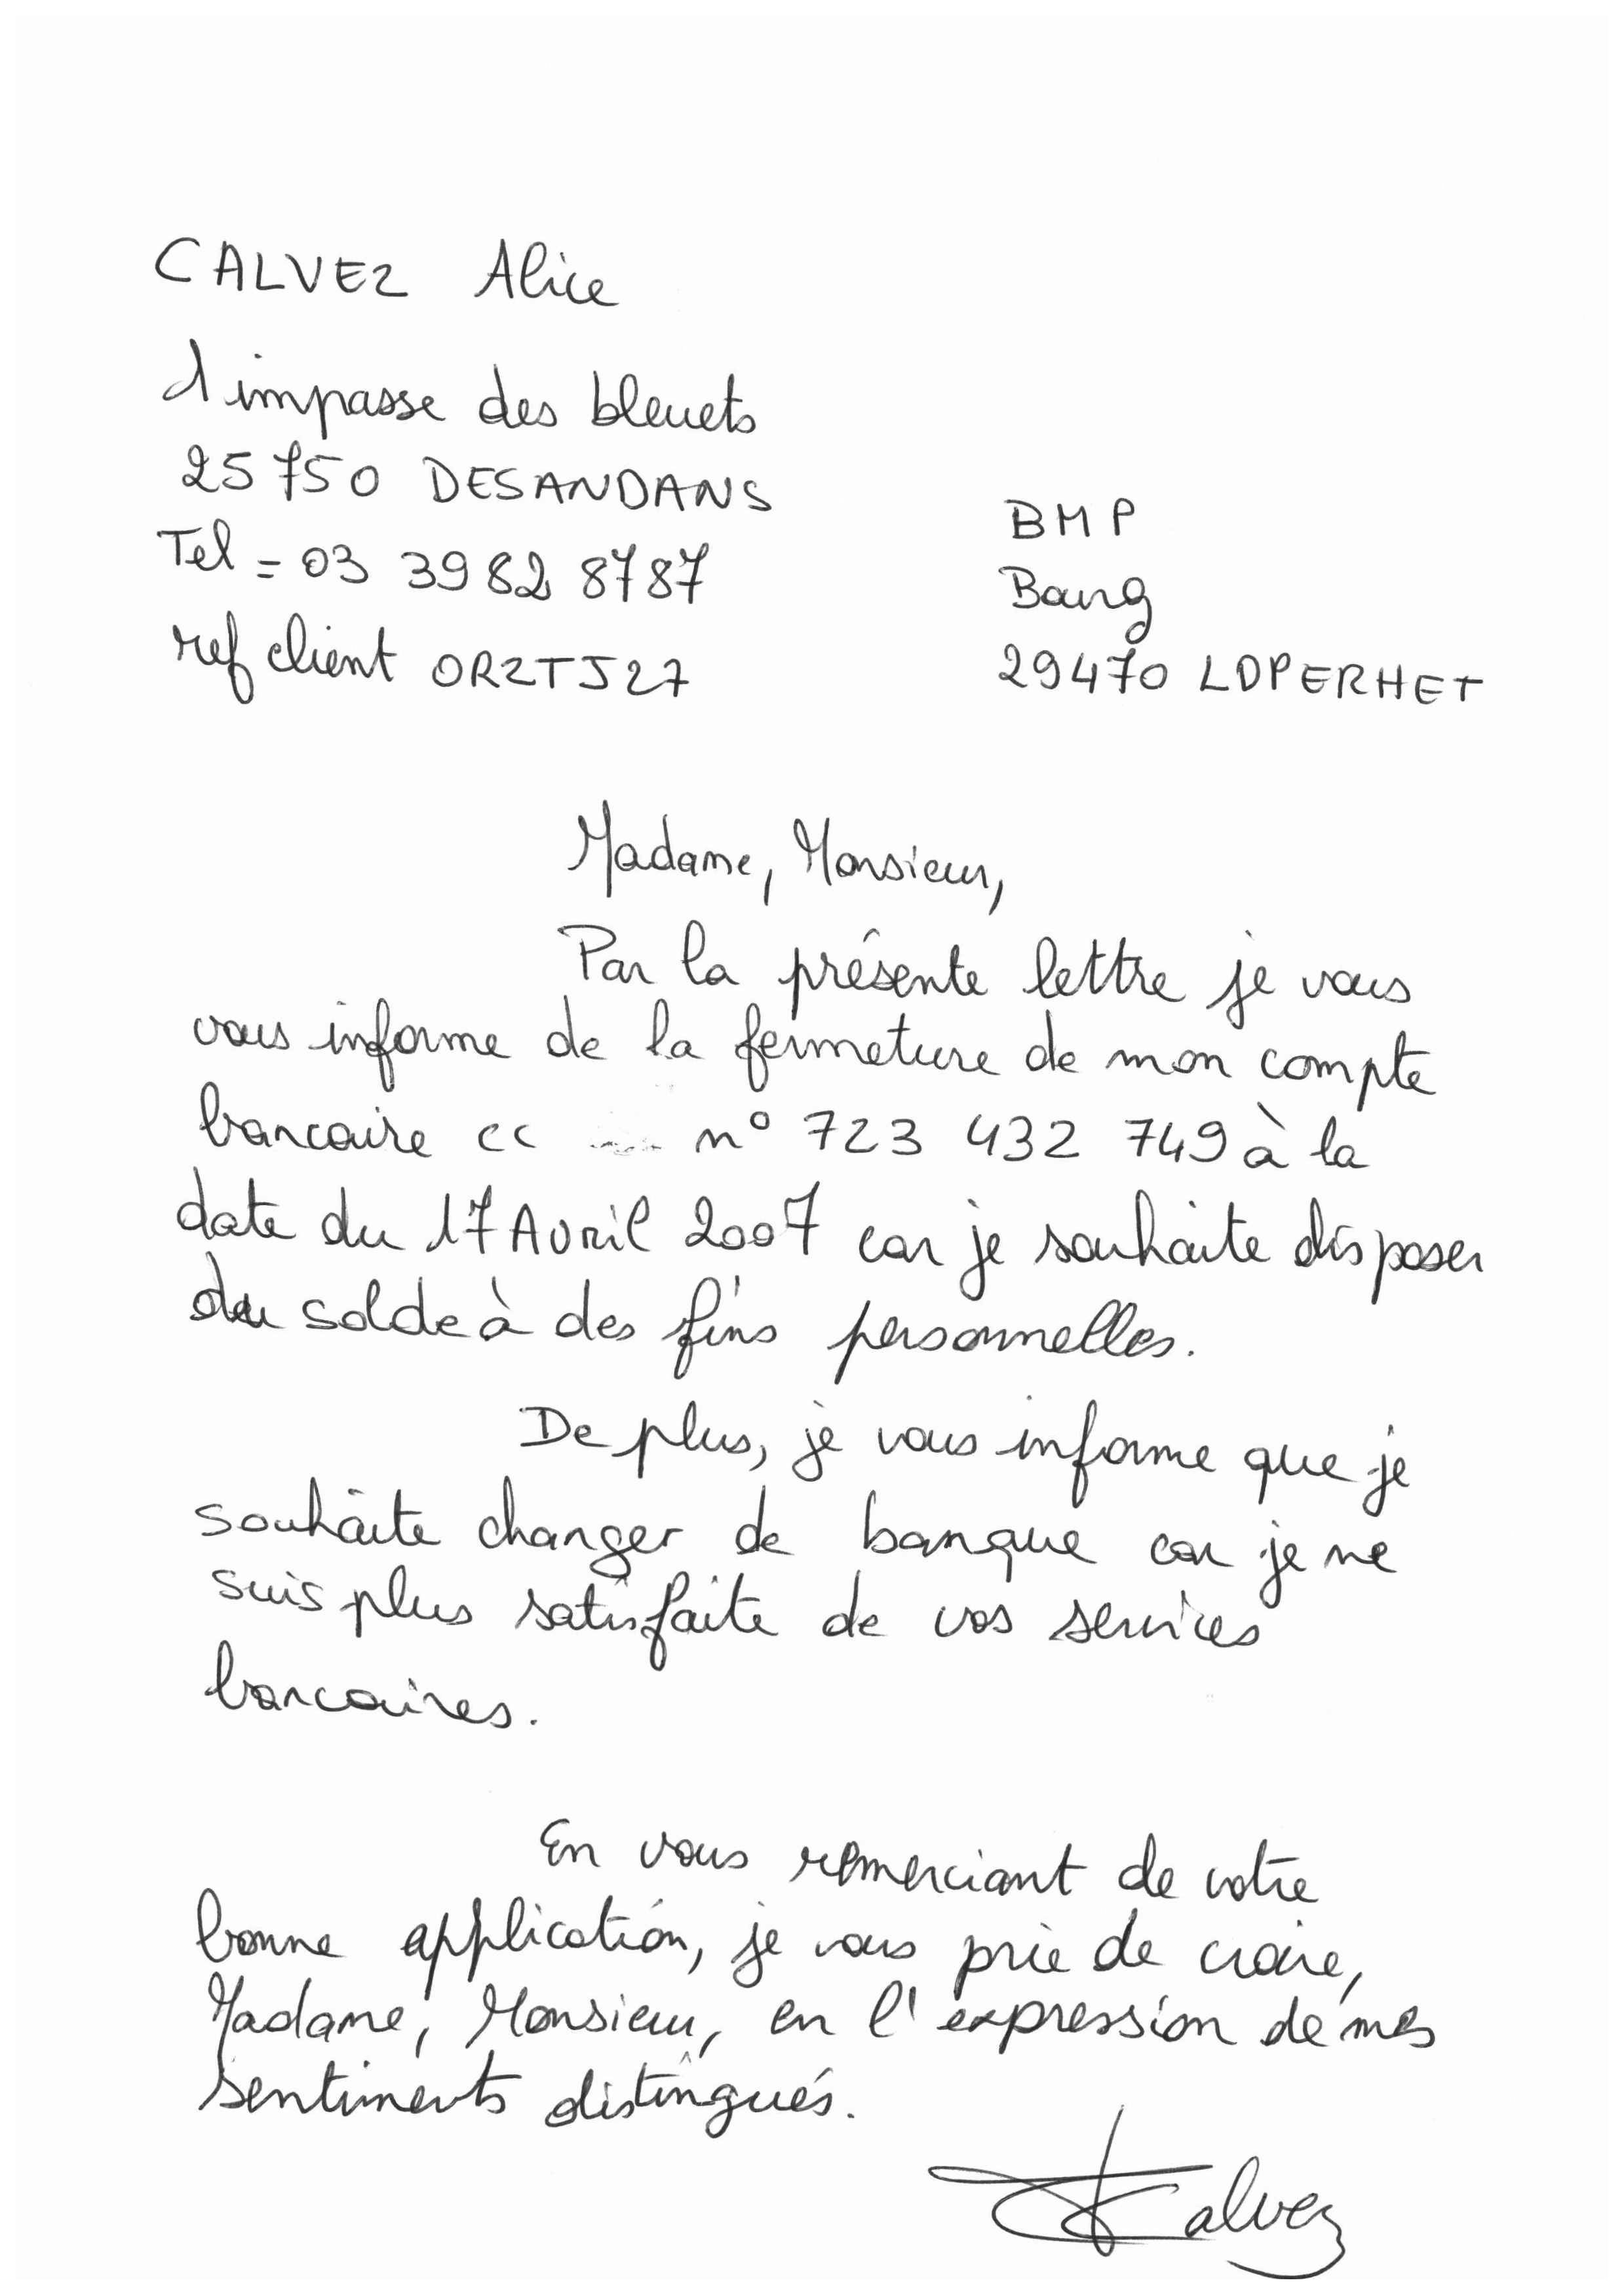 CALVEZ Alice
1 impasse des bleuets
25750 DESANDANS
Tel = 03 39 82 87 87
ref client ORZTJ27
BMP
Bourg
29470 LOPERHET
Madame, Monsieur,
Par la présente lettre je vous
vous informe de la fermeture de mon compte
bancaire cc n° 723 432 749 à la
date du 17 Avril 2007 car je souhaite disposer
du solde à des fins personnelles.
De plus, je vous informe que je
souhaite changer de banque car je ne
suis plus satisfaite de vos services
bancaires.
En vous remerciant de votre
bonne application, je vous prie de croire,
Madame, Monsieur, en l'expression de mes
sentiments distingués.
Calvez